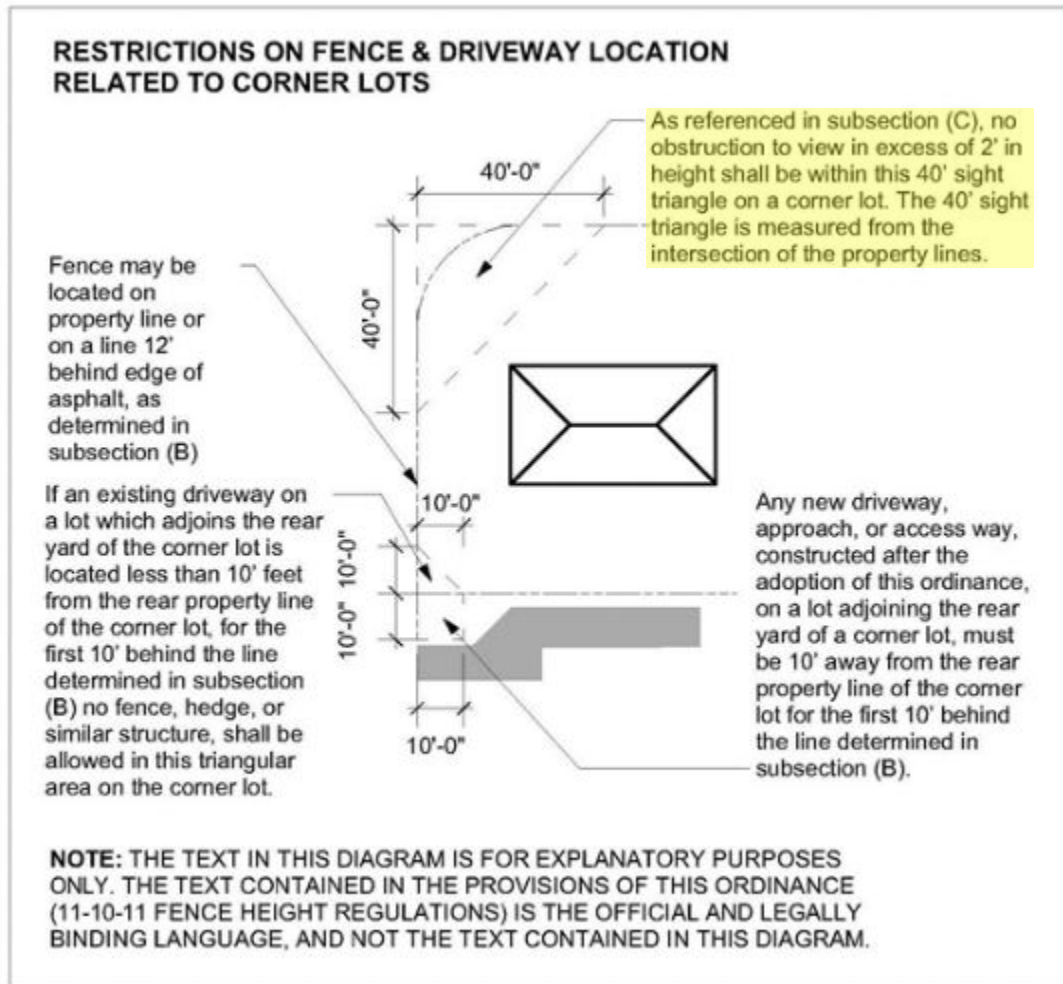 RESTRICTIONS ON FENCE & DRIVEWAY LOCATION
RELATED TO CORNER LOTS
As referenced in subsection (C), no
obstruction to view in excess of 2' in
height shall be within this 40' sight
triangle on a corner lot. The 40' sight
triangle is measured from the
intersection of the property lines.
40'-0"
40'-0"
Fence may be
located on
property line or
on a line 12'
behind edge of
asphalt, as
determined in
subsection (B)
If an existing driveway on
a lot which adjoins the rear
yard of the corner lot is
located less than 10' feet
from the rear property line
of the corner lot, for the
first 10' behind the line
determined in subsection
(B) no fence, hedge, or
similar structure, shall be
allowed in this triangular
area on the corner lot.
10'-0"
10'-0"
10'-0"
10'-0"
Any new driveway,
approach, or access way,
constructed after the
adoption of this ordinance,
on a lot adjoining the rear
yard of a corner lot, must
be 10' away from the rear
property line of the corner
lot for the first 10' behind
the line determined in
subsection (B).
NOTE: THE TEXT IN THIS DIAGRAM IS FOR EXPLANATORY PURPOSES
ONLY. THE TEXT CONTAINED IN THE PROVISIONS OF THIS ORDINANCE
(11-10-11 FENCE HEIGHT REGULATIONS) IS THE OFFICIAL AND LEGALLY
BINDING LANGUAGE, AND NOT THE TEXT CONTAINED IN THIS DIAGRAM.